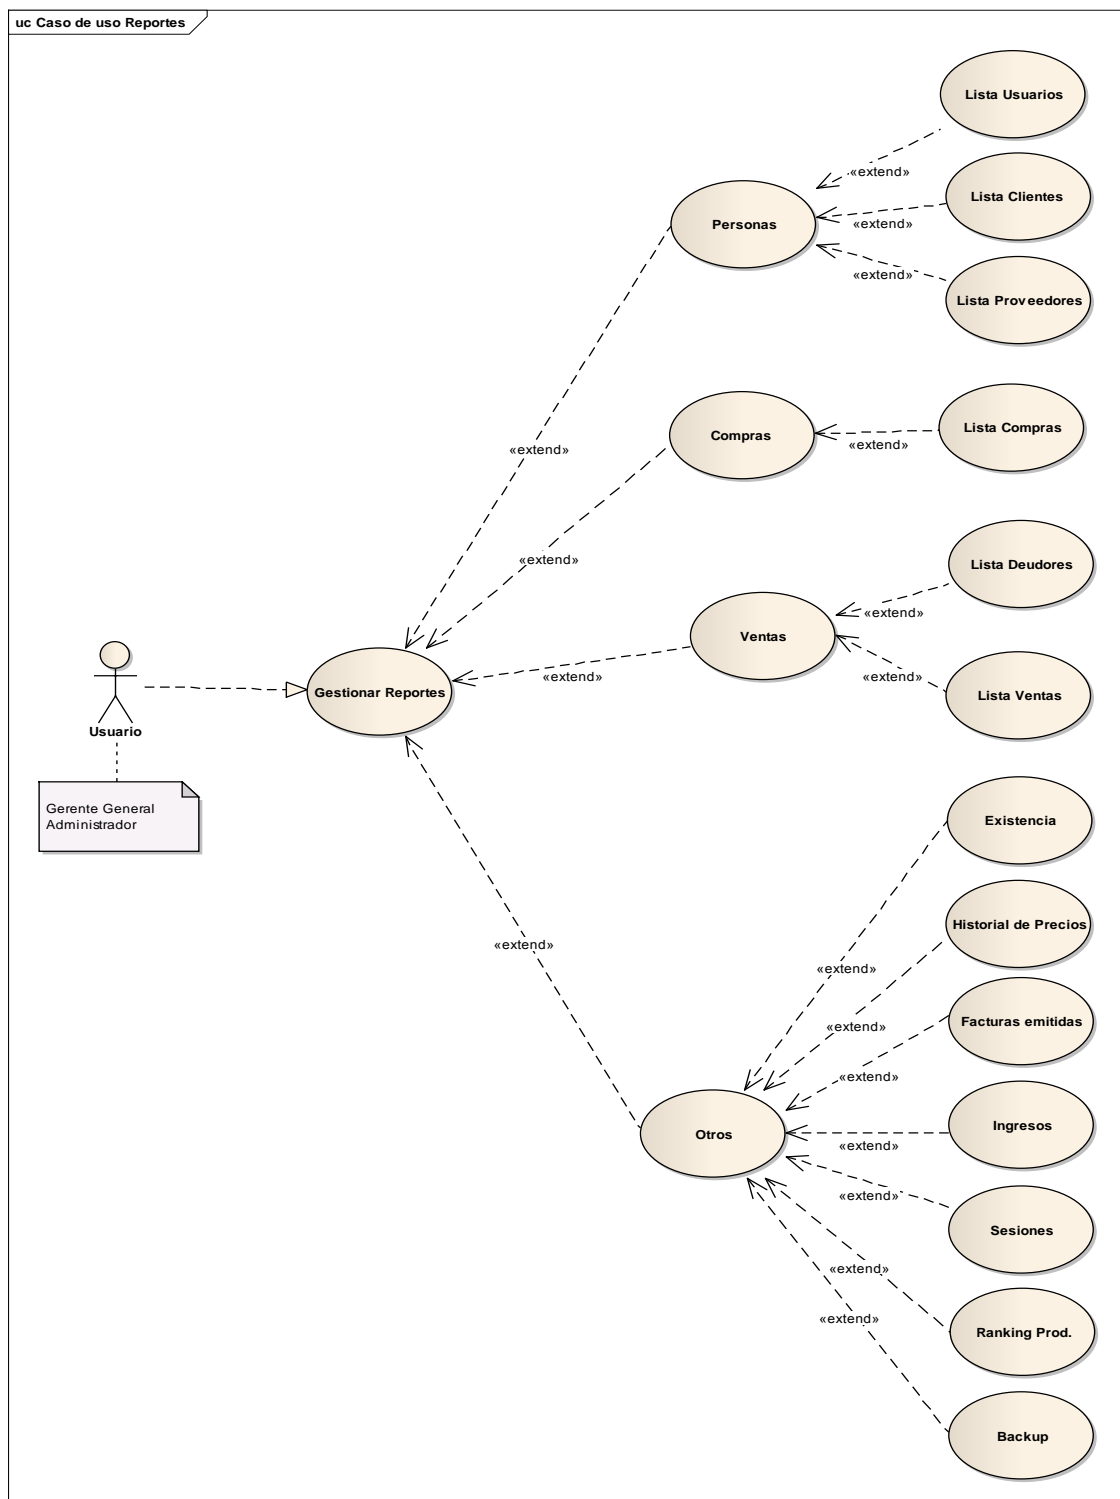 uc Caso de uso Reportes
Lista Usuarios
«extend»
Lista Clientes
Personas
«extend»
«extend»
Lista Proveedores
Compras
Lista Compras
«extend»
«extend»
«extend»
Lista Deudores
«extend»
Ventas
«extend»
«extend»
Lista Ventas
Gestionar Reportes
Usuario
Gerente General
Administrador
Existencia
Historial de Precios
«extend»
«extend»
Facturas emitidas
«extend»
«extend»
Otros
Ingresos
«extend»
«extend»
Sesiones
«extend»
«extend»
Ranking Prod.
Backup